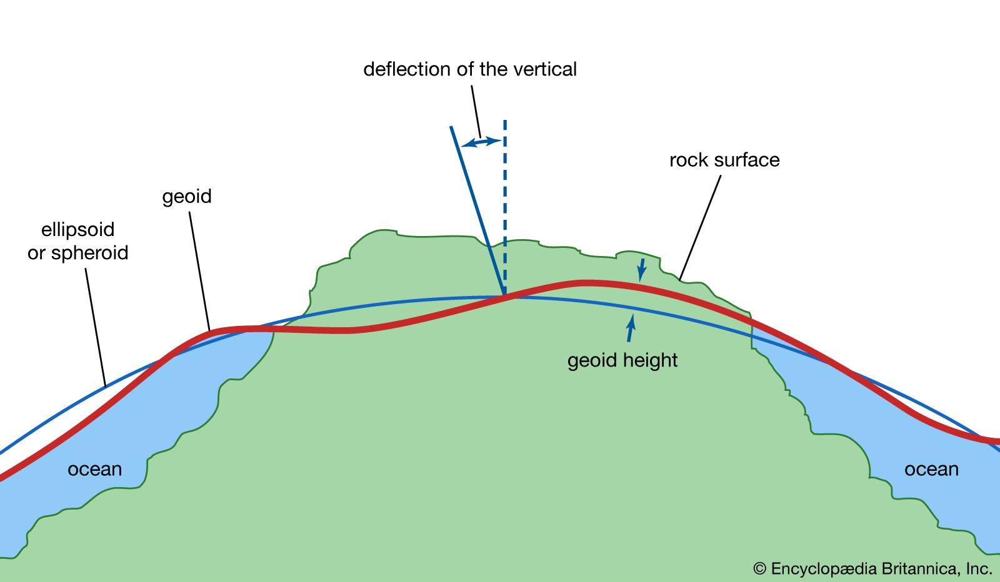 deflection of the vertical
rock surface
geoid
ellipsoid
or spheroid
geoid height
ocean
ocean
© Encyclopædia Britannica, Inc.